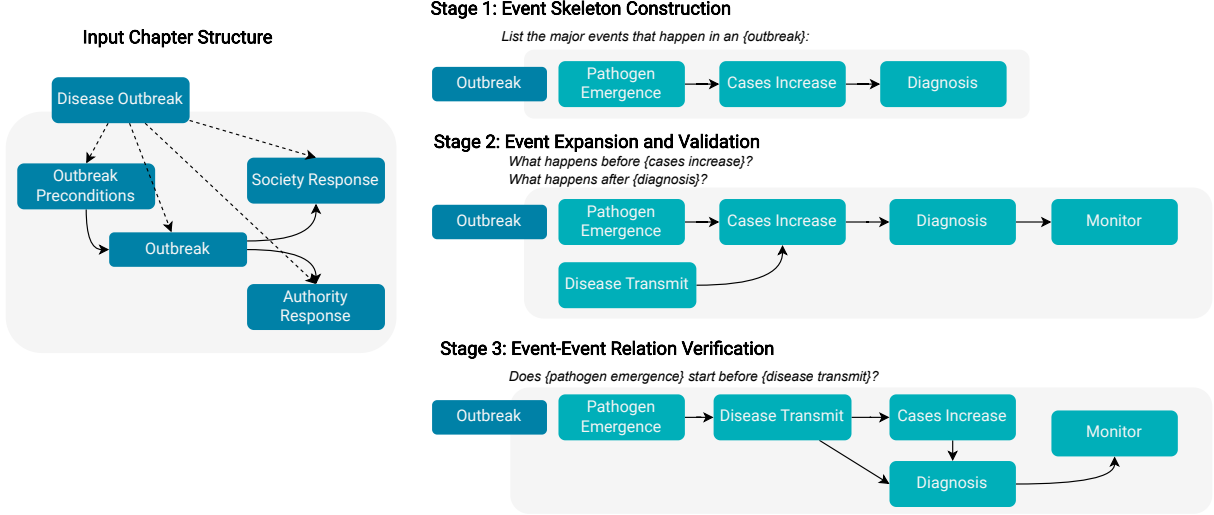 Input Chapter Structure
Disease Outbreak
Outbreak
Preconditions
Society Response
Outbreak
Authority
Response
Stage 1: Event Skeleton Construction
List the major events that happen in an {outbreak}:
Outbreak
Pathogen
Emergence
Cases Increase
Diagnosis
Stage 2: Event Expansion and Validation
What happens before {cases increase}?
What happens after {diagnosis}?
Outbreak
Pathogen
Emergence
Cases Increase
Diagnosis
Monitor
Disease Transmit
Stage 3: Event-Event Relation Verification
Does {pathogen emergence} start before {disease transmit}?
Outbreak
Pathogen
Emergence
Disease Transmit
Cases Increase
Monitor
Diagnosis